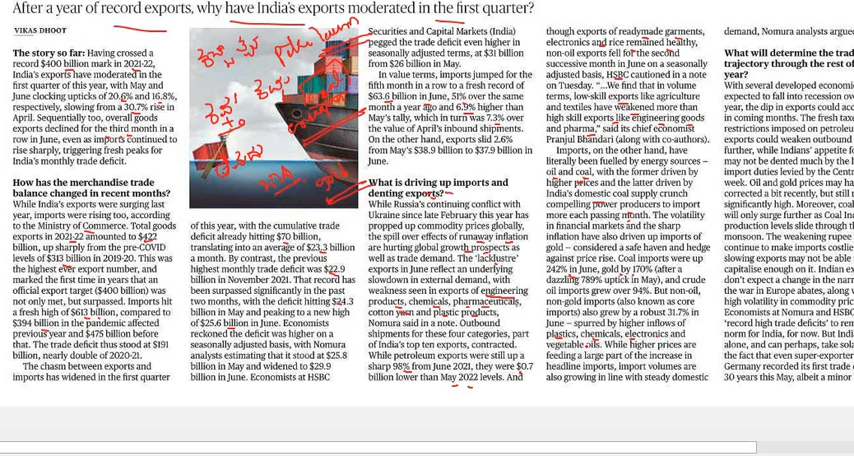 After a year of record exports, why have India's exports moderated in the first quarter?
VIKAS DHOOT
The story so far: Having crossed a
record $400 billion mark in 2021-22,
India's exports have moderated in the
first quarter of this year, with May and
June clocking upticks of 20.6% and 16.8%,
respectively, slowing from a 30.7% rise in
April. Sequentially too, overall goods
exports declined for the third month in a
row in June, even as imports continued to
rise sharply, triggering fresh peaks for
India's monthly trade deficit.
How has the merchandise trade
balance changed in recent months?
While India's exports were surging last
year, imports were rising too, according
to the Ministry of Commerce. Total goods
exports in 2021-22 amounted to $422
billion, up sharply from the pre-COVID
levels of $313 billion in 2019-20. This was
the highest ever export number, and
marked the first time in years that an
official export target ($400 billion) was
not only met, but surpassed. Imports hit
a fresh high of $613 billion, compared to
$394 billion in the pandemic affected
previous year and $475 billion before
that. The trade deficit thus stood at $191
billion, nearly double of 2020-21.
The chasm between exports and
imports has widened in the first quarter
of this year, with the cumulative trade
deficit already hitting $70 billion,
translating into an average of $23.3 billion
a month. By contrast, the previous
highest monthly trade deficit was $22.9
billion in November 2021. That record has
been surpassed significantly in the past
two months, with the deficit hitting $24.3
billion in May and peaking to a new high
of $25.6 billion in June. Economists
reckoned the deficit was higher on a
seasonally adjusted basis, with Nomura
analysts estimating that it stood at $25.8
billion in May and widened to $29.9
billion in June. Economists at HSBC
Securities and Capital Markets (India)
pegged the trade deficit even higher in
seasonally adjusted terms, at $31 billion
from $26 billion in May.
In value terms, imports jumped for the
fifth month in a row to a fresh record of
$63.6 billion in June, 51% over the same
month a year ago and 6.9% higher than
May's tally, which in turn was 7.3% over
the value of April's inbound shipments.
On the other hand, exports slid 2.6%
from May's $38.9 billion to $37.9 billion in
June.
What is driving up imports and
denting exports?
While Russia's continuing conflict with
Ukraine since late February this year has
propped up commodity prices globally,
the spill over effects of runaway inflation
are hurting global growth prospects as
well as trade demand. The 'lacklustre'
exports in June reflect an underlying
slowdown in external demand, with
weakness seen in exports of engineering
products, chemicals, pharmaceuticals,
cotton yarn and plastic products,
Nomura said in a note. Outbound
shipments for these four categories, part
of India's top ten exports, contracted.
While petroleum exports were still up a
sharp 98% from June 2021, they were $0.7
billion lower than May 2022 levels. And
though exports of readymade garments,
electronics and rice remained healthy,
non-oil exports fell for the second
successive month in June on a seasonally
adjusted basis, HSBC cautioned in a note
on Tuesday. "...We find that in volume
terms, low-skill exports like agriculture
and textiles have weakened more than
high skill exports like engineering goods
and pharma," said its chief economist
Pranjul Bhandari (along with co-authors).
Imports, on the other hand, have
literally been fuelled by energy sources –
oil and coal, with the former driven by
higher prices and the latter driven by
India's domestic coal supply crunch
compelling power producers to import
more each passing month. The volatility
in financial markets and the sharp
inflation have also driven up imports of
gold – considered a safe haven and hedge
against price rise. Coal imports were up
242% in June, gold by 170% (after a
dazzling 789% uptick in May), and crude
oil imports grew over 94%. But non-oil,
non-gold imports (also known as core
imports) also grew by a robust 31.7% in
June – spurred by higher inflows of
plastics, chemicals, electronics and
vegetable oils. While higher prices are
feeding a large part of the increase in
headline imports, import volumes are
also growing in line with steady domestic
demand, Nomura analysts argue
What will determine the trad
trajectory through the rest o
year?
With several developed economi
expected to fall into recession ov
year, the dip in exports could acc
in coming months. The fresh tax
restrictions imposed on petroleu
exports could weaken outbound
further, while Indians' appetite f
may not be dented much by the h
import duties levied by the Centr
week. Oil and gold prices may ha
corrected a bit recently, but still r
significantly high. Moreover, coa
will only surge further as Coal In
production levels slide through t
monsoon. The weakening rupee
continue to make imports costlie
slowing exports may not be able
capitalise enough on it. Indian ex
don't expect a change in the narr
the war in Europe abates, along w
high volatility in commodity pric
Economists at Nomura and HSBC
'record high trade deficits' to ren
norm for India, for now. But Indi
alone, and can perhaps, take sola
the fact that even super-exporter
Germany recorded its first trade
30 years this May, albeit a minor